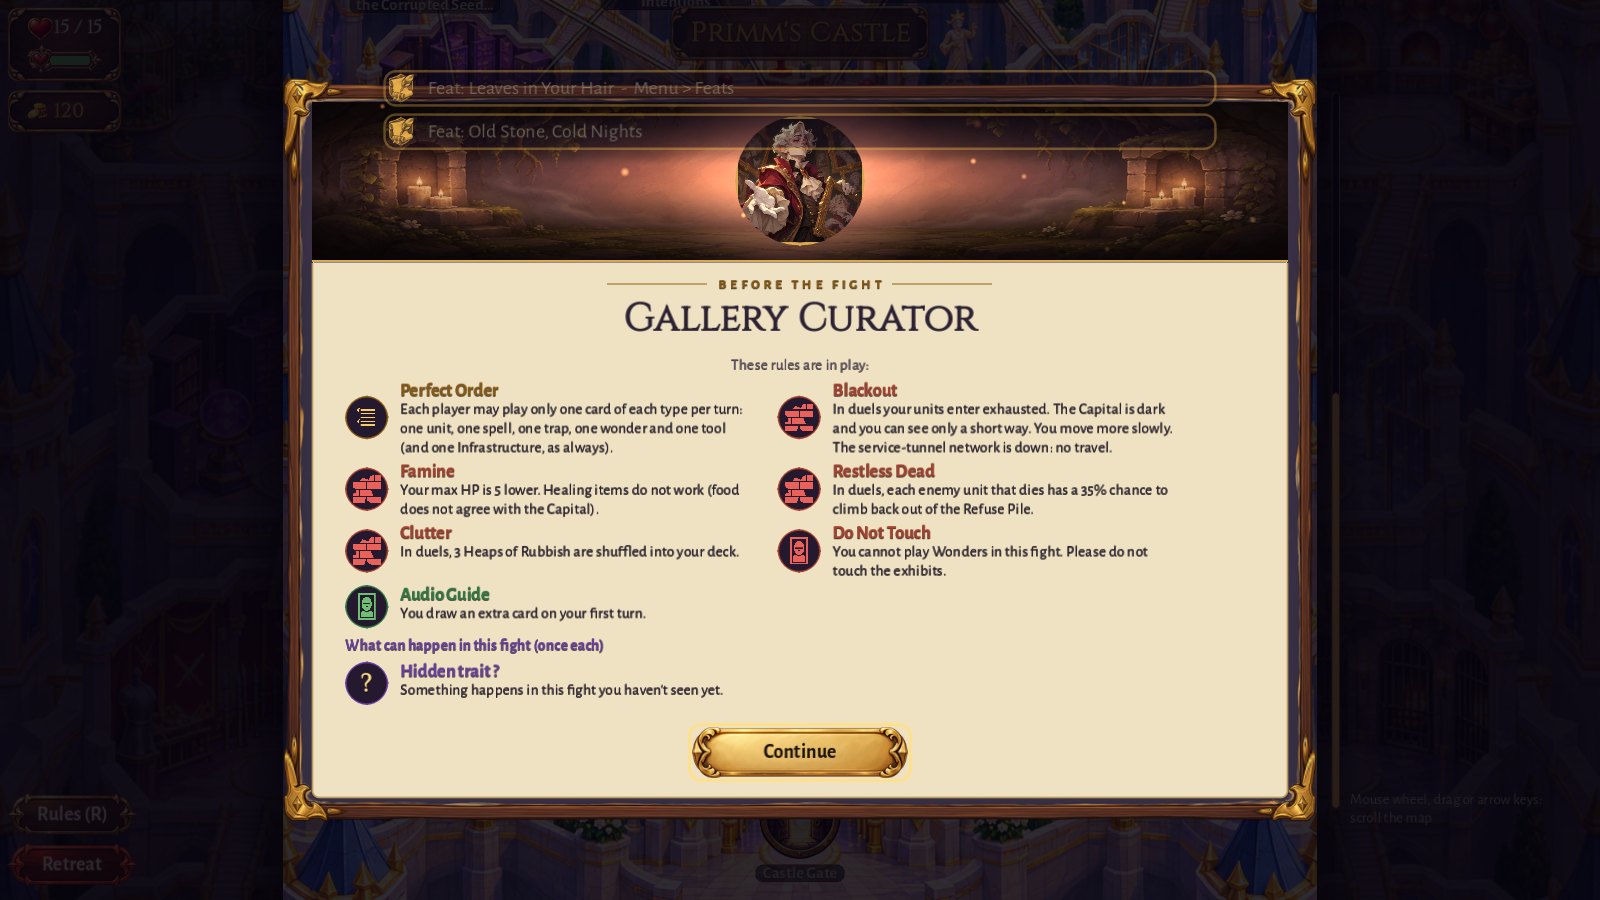 the Corrupted Seed...
Intentions
15 / 15
PRIMM'S CASTLE
120
Feat: Leaves in Your Hair - Menu > Feats
Feat: Old Stone, Cold Nights
BEFORE THE FIGHT
GALLERY CURATOR
These rules are in play:
Perfect Order
Each player may play only one card of each type per turn:
one unit, one spell, one trap, one wonder and one tool
(and one Infrastructure, as always).
Blackout
In duels your units enter exhausted. The Capital is dark
and you can see only a short way. You move more slowly.
The service-tunnel network is down: no travel.
Famine
Your max HP is 5 lower. Healing items do not work (food
does not agree with the Capital).
Restless Dead
In duels, each enemy unit that dies has a 35% chance to
climb back out of the Refuse Pile.
Clutter
In duels, 3 Heaps of Rubbish are shuffled into your deck.
Do Not Touch
You cannot play Wonders in this fight. Please do not
touch the exhibits.
Audio Guide
You draw an extra card on your first turn.
What can happen in this fight (once each)
?
Hidden trait?
Something happens in this fight you haven't seen yet.
Continue
Rules (R)
Retreat
Castle Gate
Mouse wheel, drag or arrow keys:
scroll the map